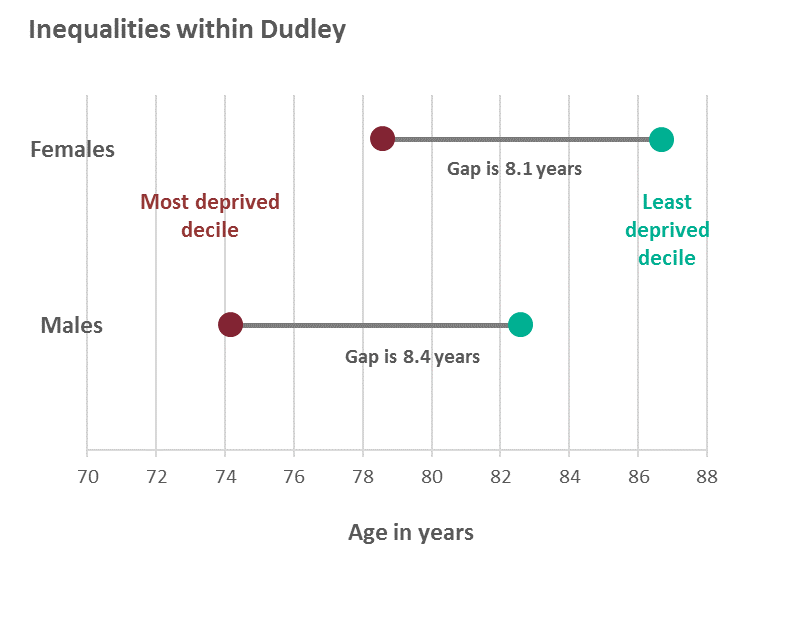 Inequalities within Dudley
Females
Gap is 8.1 years
Most deprived
decile
Least
deprived
decile
Males
Gap is 8.4 years
70 72 74 76 78 80 82 84 86 88
Age in years